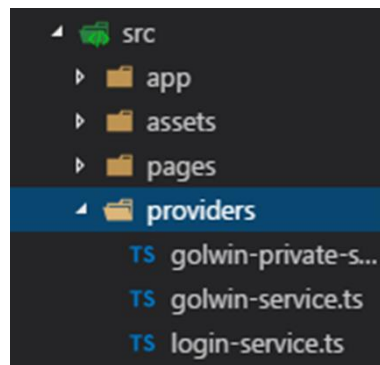 src
app
assets
pages
providers
TS golwin-private-s...
TS golwin-service.ts
TS login-service.ts